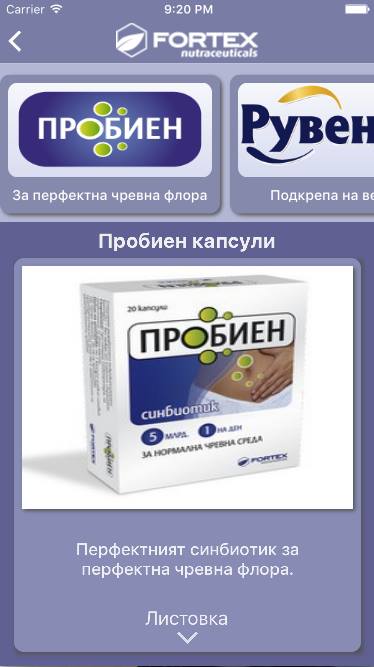 Carrier
9:20 PM
FORTEX
nutraceuticals
ПРОБИЕН
За перфектна чревна флора
Рувен
Подкрепа на ве
Пробиен капсули
20 капсули
ПРОБИЕН
синбиотик
5 МЛРД. 1 НА ДЕН
ЗА НОРМАЛНА ЧРЕВНА СРЕДА
FORTEX
FORTEX
Перфектният синбиотик за
перфектна чревна флора.
Листовка